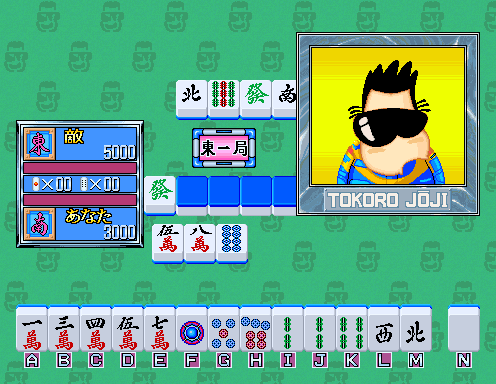 北 發 南
東一局
東 敵
5000
×00 ×00
南 あなた
3000
發
伍萬 八萬
TOKORO JOJI
一萬 三萬 四萬 伍萬 七萬 西 北
A B C D E F G H I J K L M N